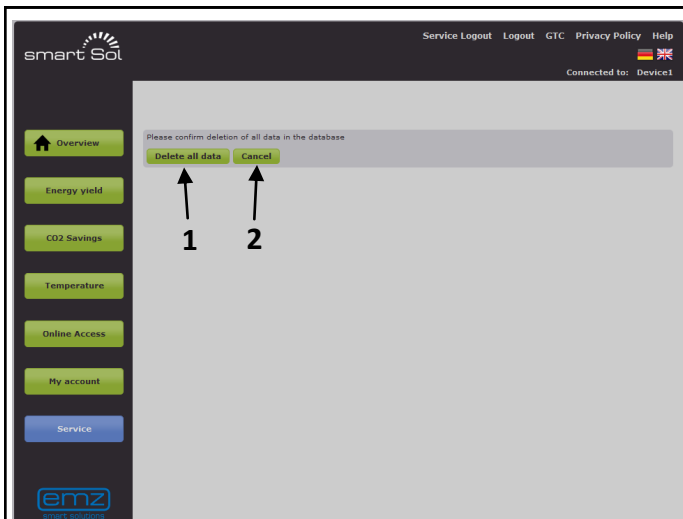 smart Sol
Service Logout Logout GTC Privacy Policy Help
Connected to: Device1
Overview
Energy yield
CO2 Savings
Temperature
Online Access
My account
Service
Please confirm deletion of all data in the database
Delete all data Cancel
1 2
emz
smart solutions